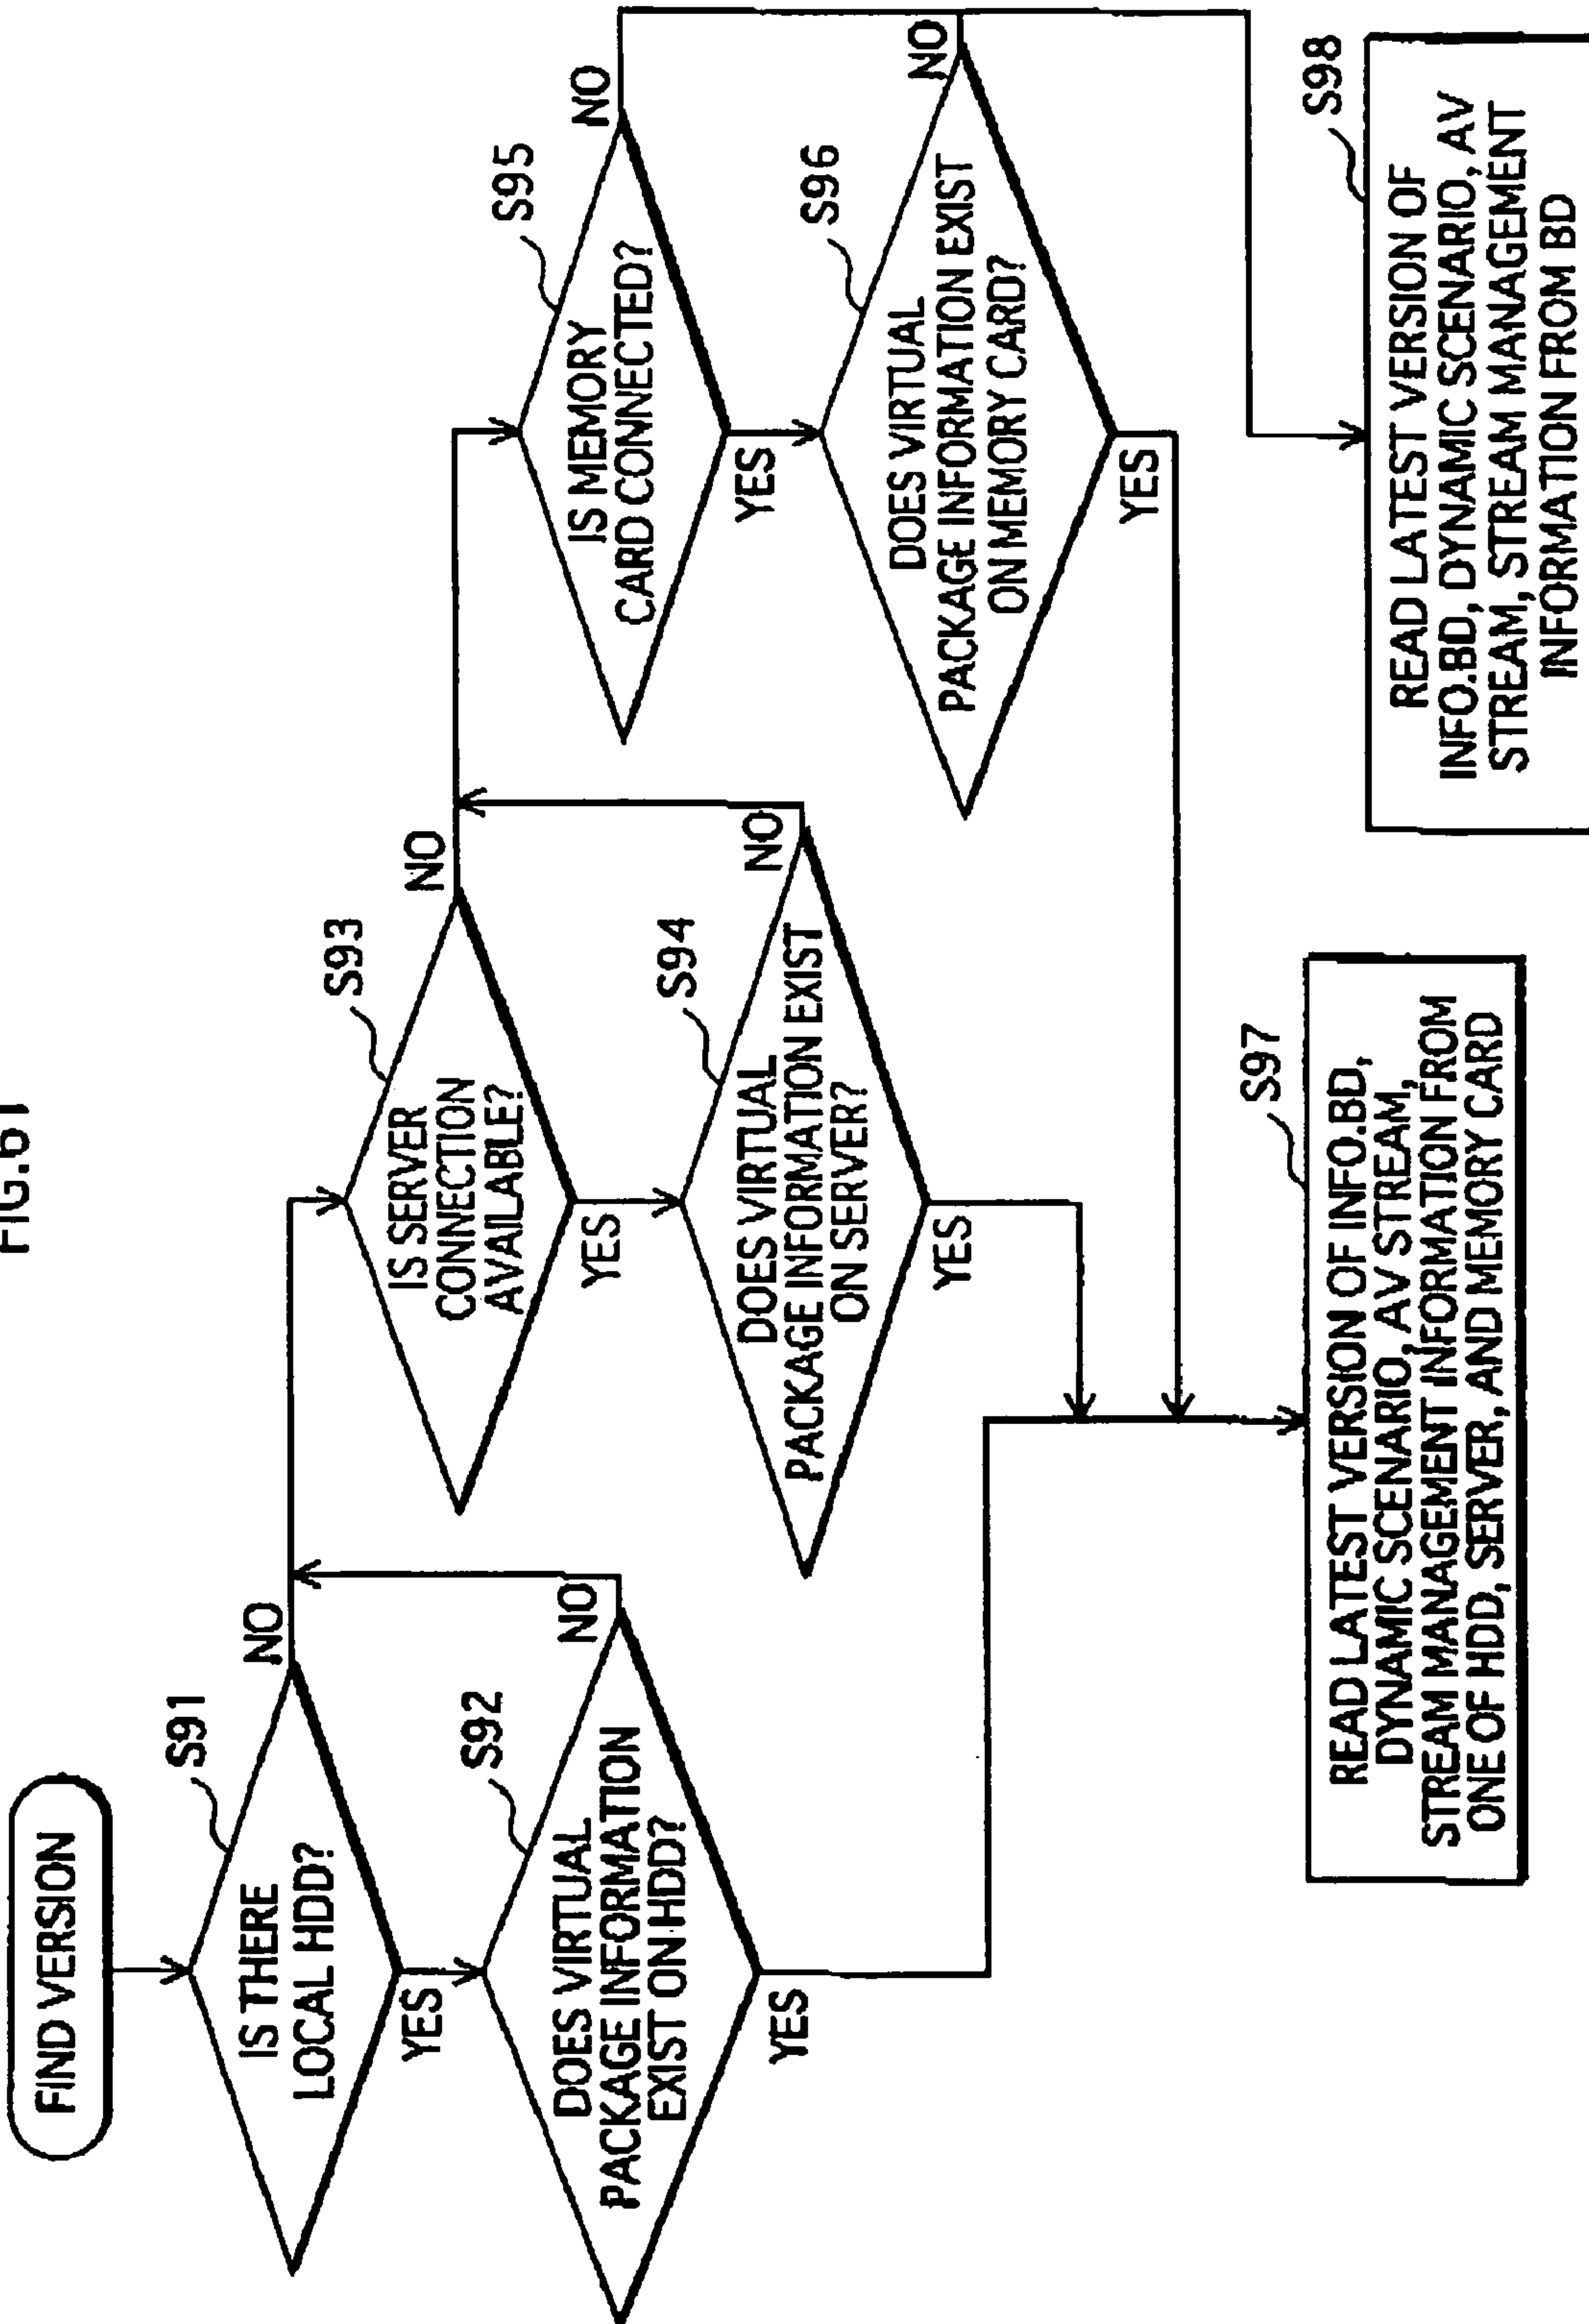 FIG.61
FIND VERSION
S91
IS THERE
LOCAL HDD?
NO
YES
S92
DOES VIRTUAL
PACKAGE INFORMATION
EXIST ON HDD?
NO
YES
S93
IS SERVER
CONNECTION
AVAILABLE?
NO
YES
S94
DOES VIRTUAL
PACKAGE INFORMATION EXIST
ON SERVER?
NO
YES
S95
IS MEMORY
CARD CONNECTED?
NO
YES
S96
DOES VIRTUAL
PACKAGE INFORMATION EXIST
ON MEMORY CARD?
NO
YES
S97
READ LATEST VERSION OF INFO.BD,
DYNAMIC SCENARIO, AV STREAM,
STREAM MANAGEMENT INFORMATION FROM
ONE OF HDD, SERVER, AND MEMORY CARD
S98
READ LATEST VERSION OF
INFO.BD, DYNAMIC SCENARIO, AV
STREAM, STREAM MANAGEMENT
INFORMATION FROM BD